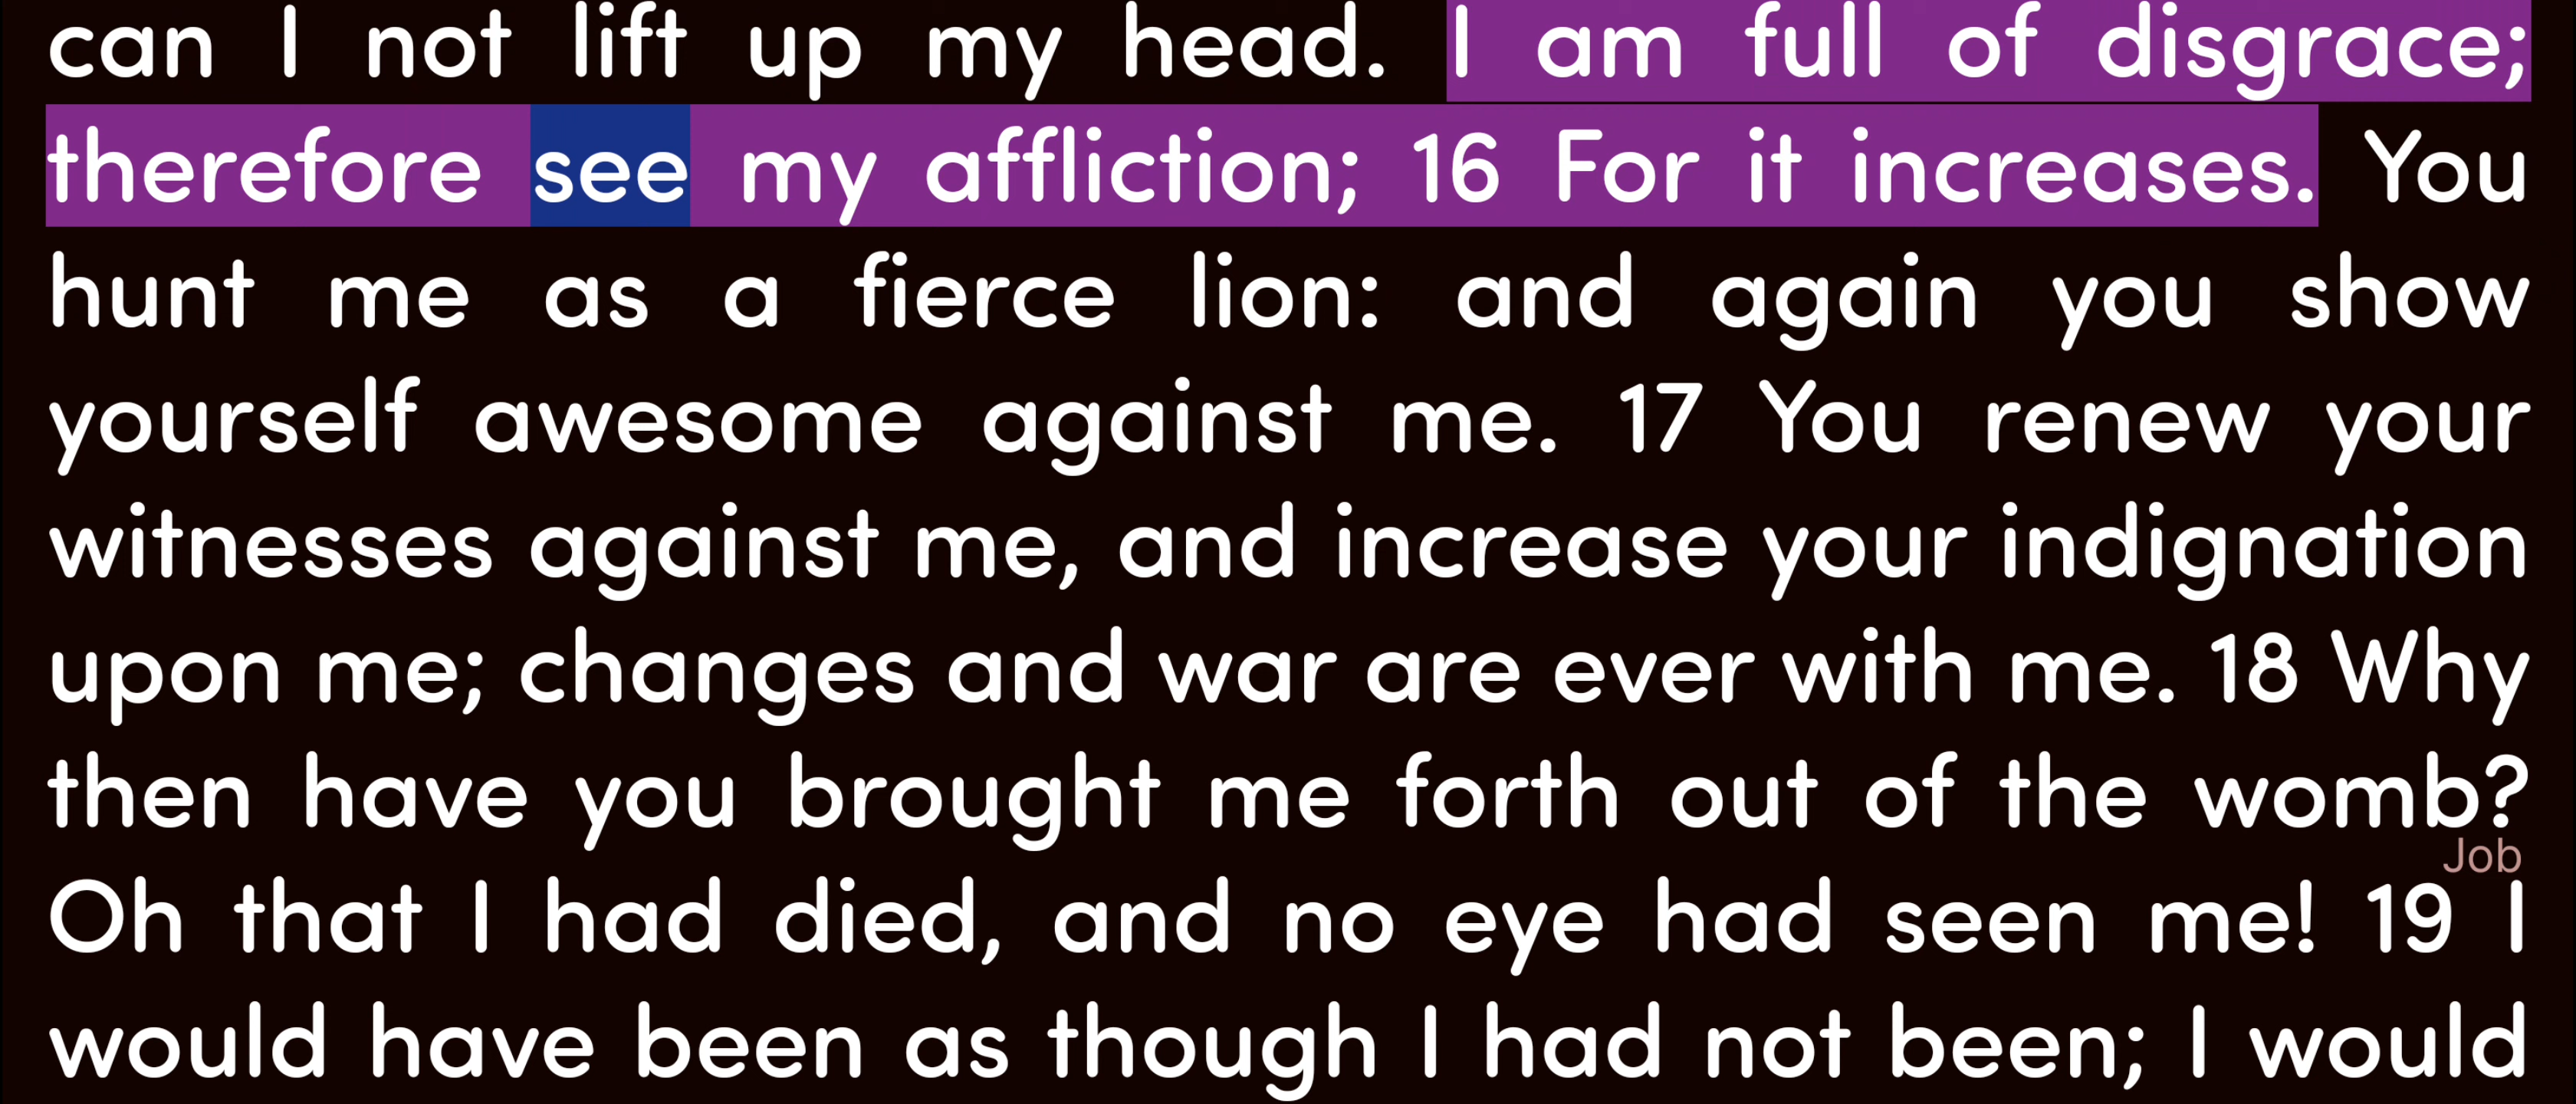 can I not lift up my head. I am full of disgrace;
therefore see my affliction; 16 For it increases. You
hunt me as a fierce lion: and again you show
yourself awesome against me. 17 You renew your
witnesses against me, and increase your indignation
upon me; changes and war are ever with me. 18 Why
then have you brought me forth out of the womb?
Job
Oh that I had died, and no eye had seen me! 19 I
would have been as though I had not been; I would